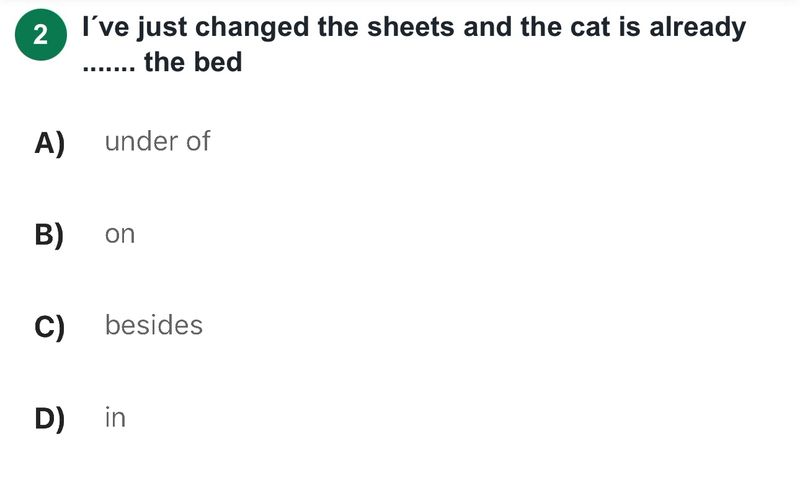 2
I´ve just changed the sheets and the cat is already
....... the bed
A) under of
B) on
C) besides
D) in